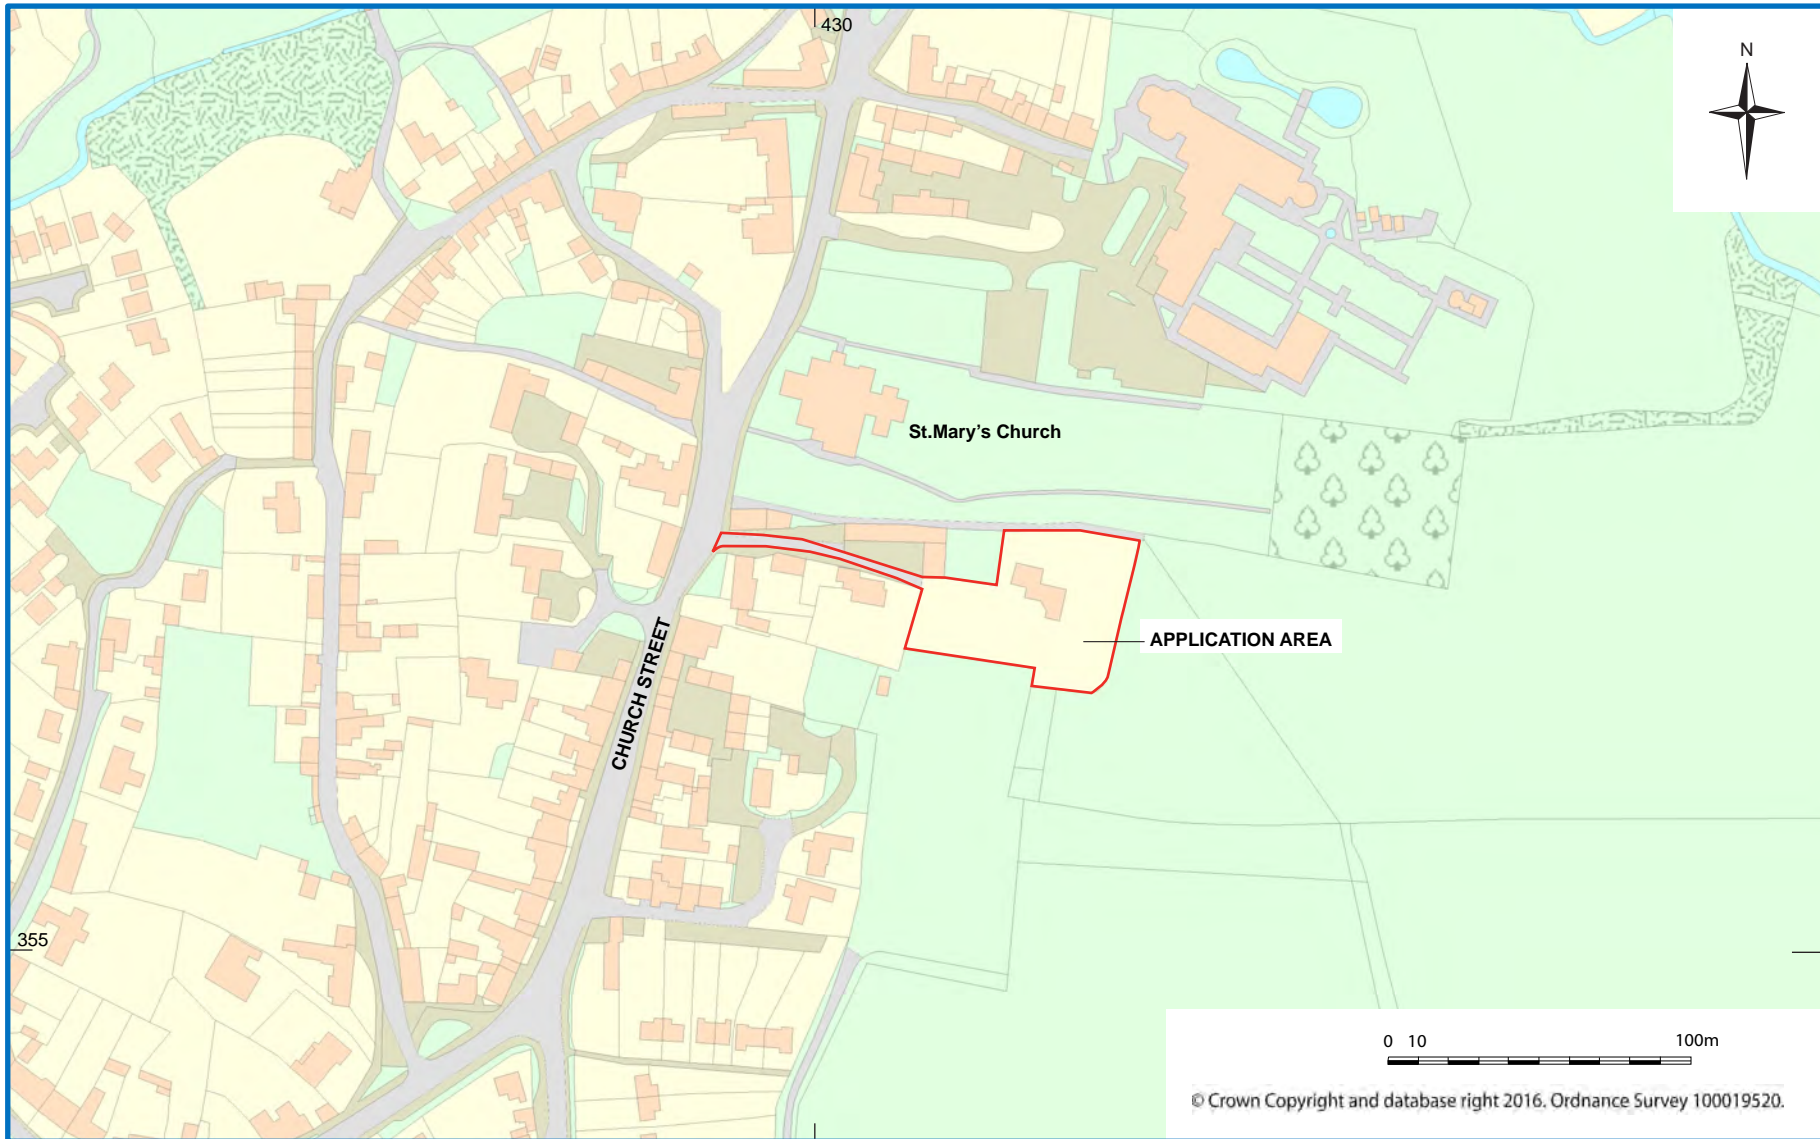 430
N
St.Mary's Church
APPLICATION AREA
CHURCH STREET
355
0 10 100m
© Crown Copyright and database right 2016. Ordnance Survey 100019520.